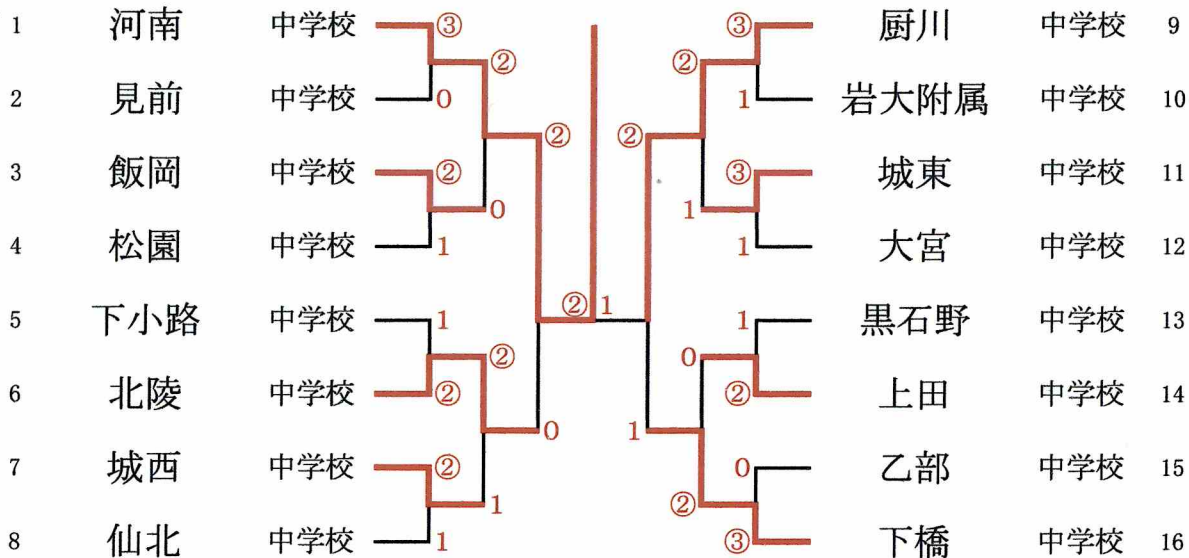 1 河南 中学校 ③ ③ 厨川 中学校 9
② ②
2 見前 中学校 0 1 岩大附属 中学校 10
② ②
3 飯岡 中学校 ② ③ 城東 中学校 11
0 1
4 松園 中学校 1 1 大宮 中学校 12
② 1
5 下小路 中学校 1 1 黒石野 中学校 13
② 0
6 北陵 中学校 ② ② 上田 中学校 14
0 1
7 城西 中学校 ② 0 乙部 中学校 15
1 ②
8 仙北 中学校 1 ③ 下橋 中学校 16